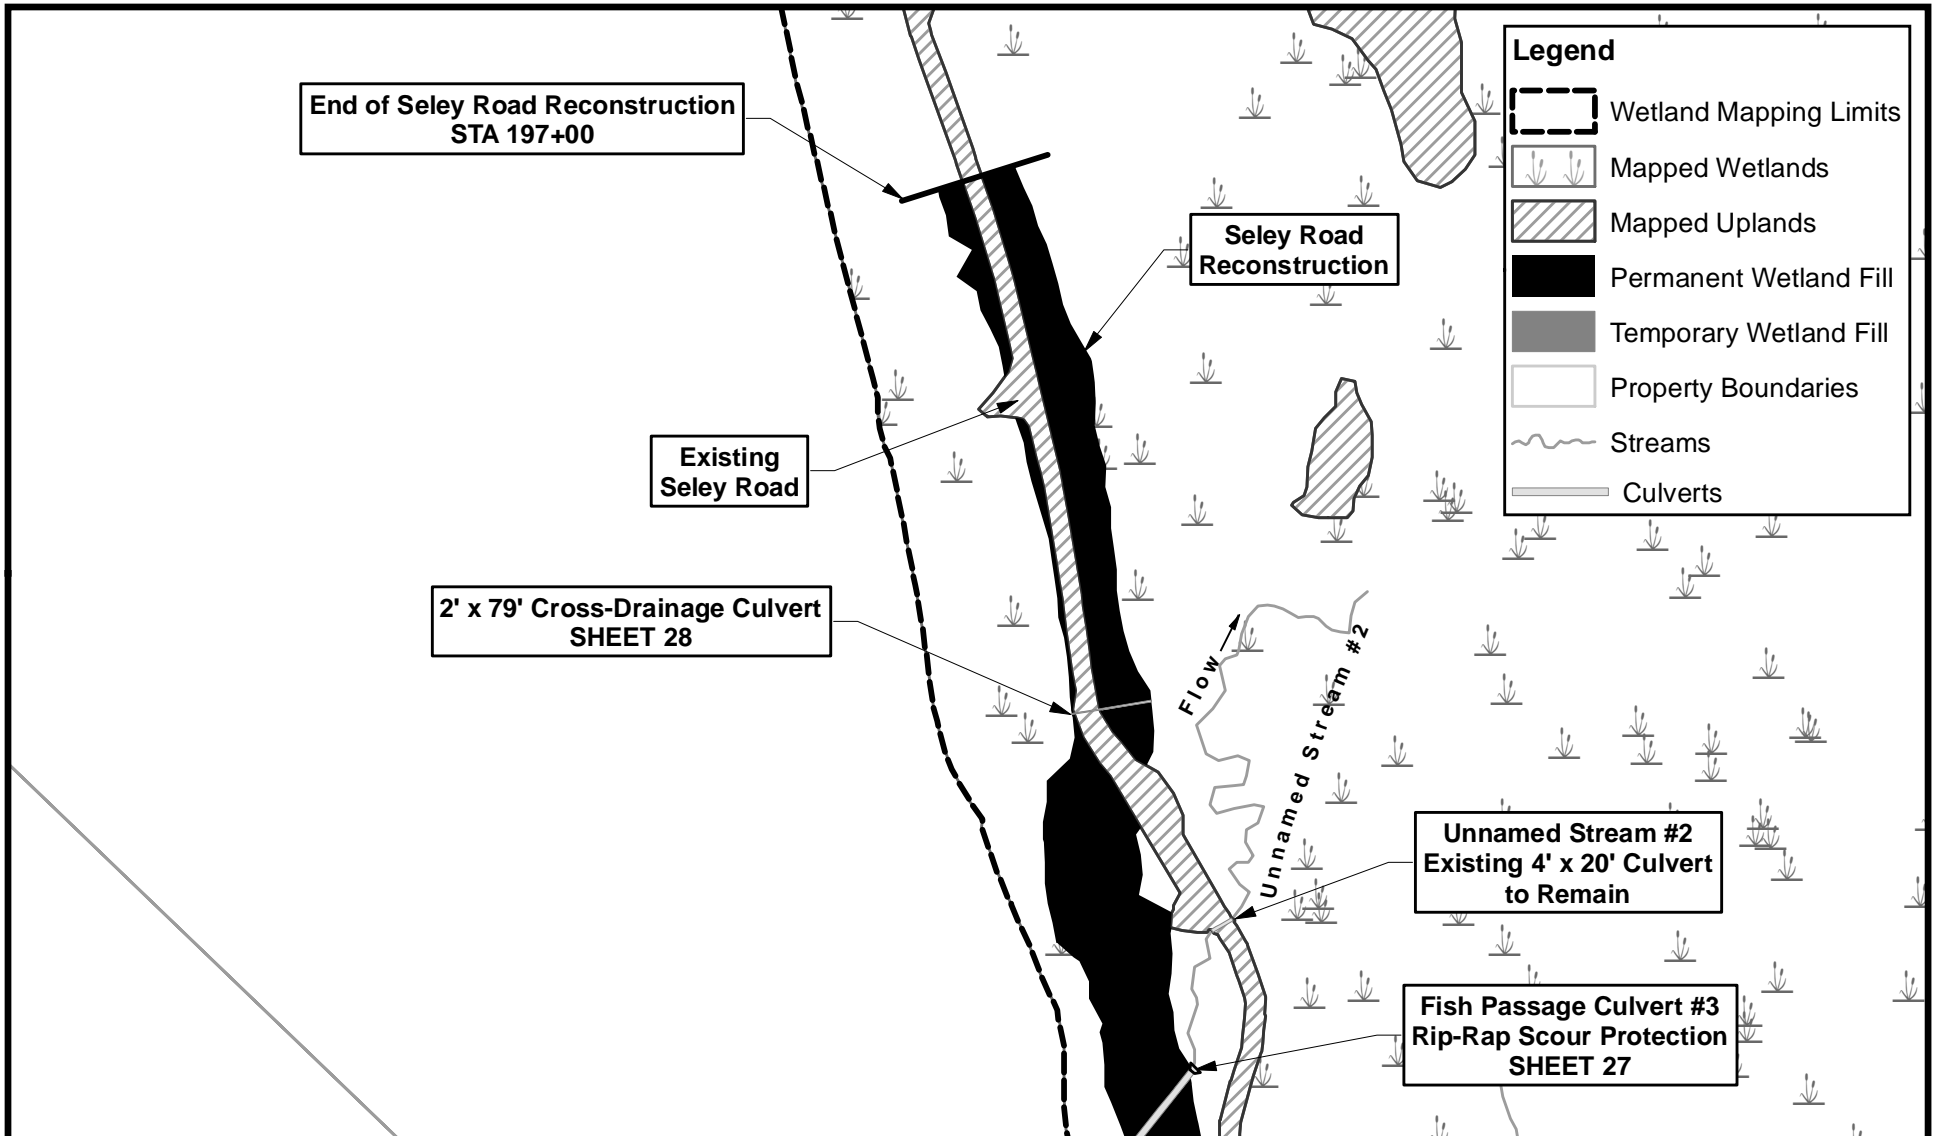 End of Seley Road Reconstruction
STA 197+00
Legend
Wetland Mapping Limits
Mapped Wetlands
Mapped Uplands
Permanent Wetland Fill
Temporary Wetland Fill
Property Boundaries
Streams
Culverts
Seley Road
Reconstruction
Existing
Seley Road
2' x 79' Cross-Drainage Culvert
SHEET 28
Flow
Unnamed Stream #2
Unnamed Stream #2
Existing 4' x 20' Culvert
to Remain
Fish Passage Culvert #3
Rip-Rap Scour Protection
SHEET 27